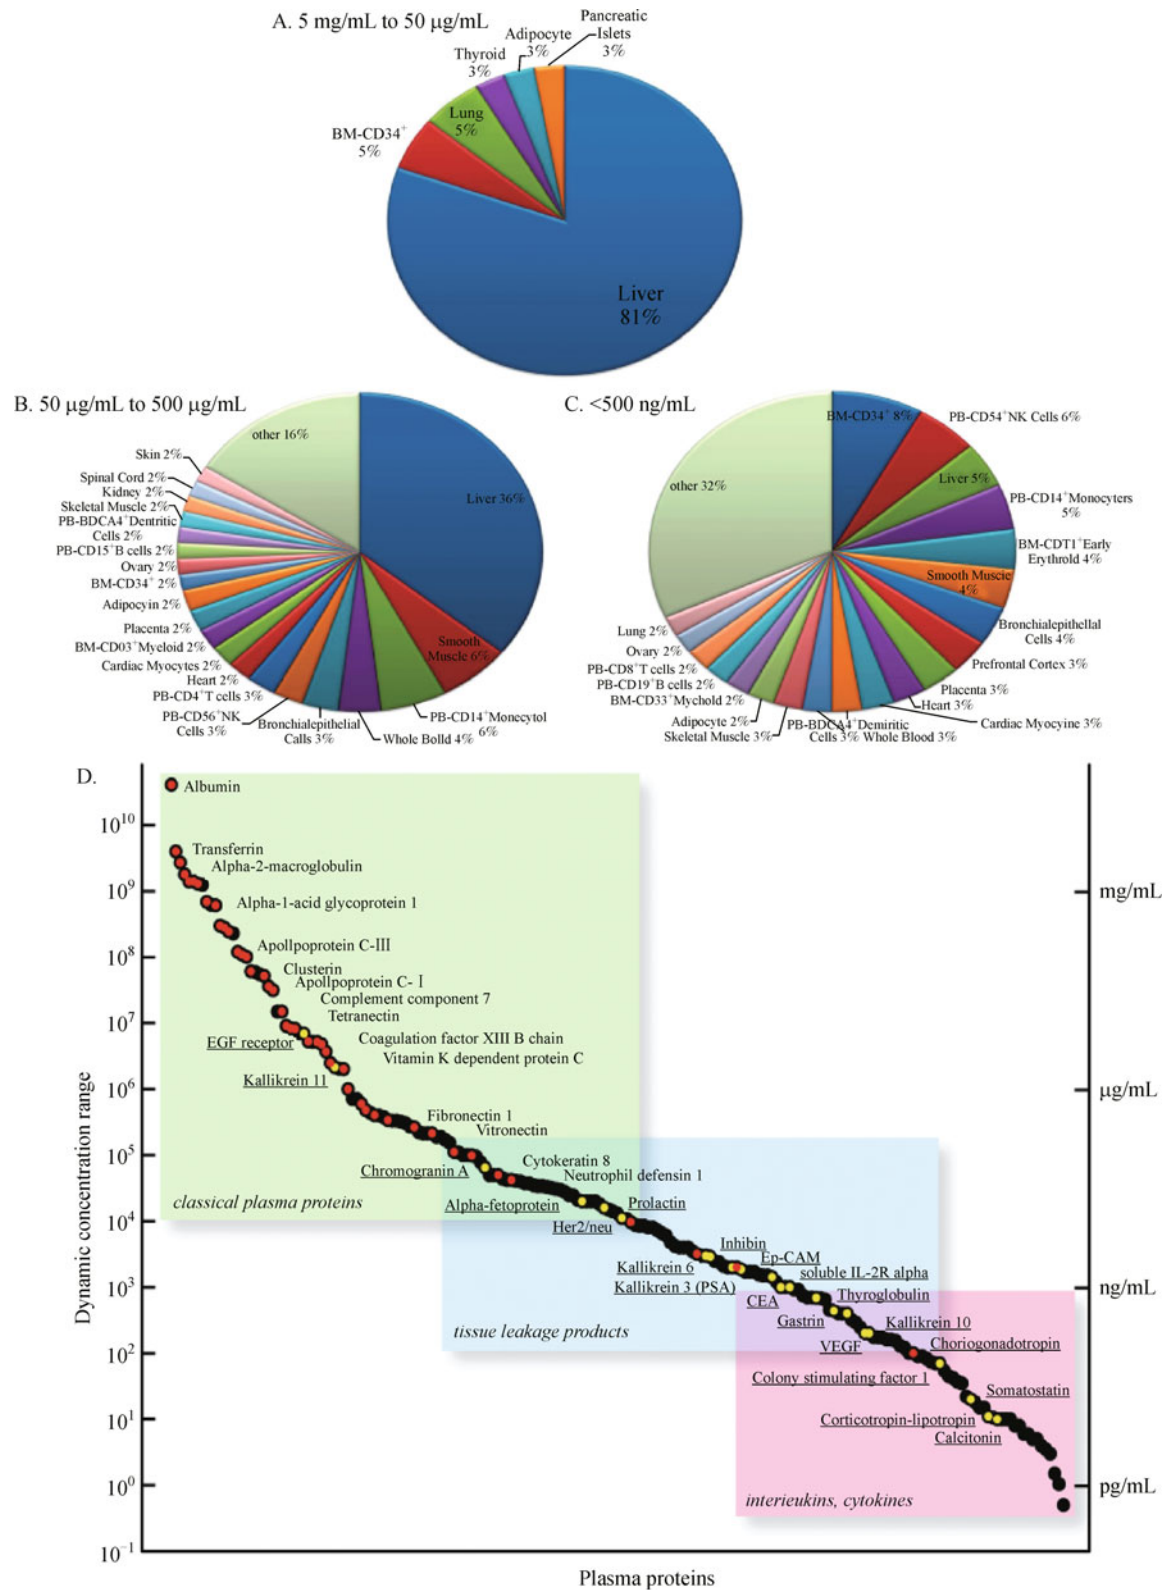 A. 5 mg/mL to 50 μg/mL
Pancreatic
Islets
3%
Adipocyte
3%
Thyroid
3%
Lung
5%
BM-CD34⁺
5%
Liver
81%
B. 50 μg/mL to 500 μg/mL
other 16%
Skin 2%
Spinal Cord 2%
Kidney 2%
Skeletal Muscle 2%
PB-BDCA4⁺Dentritic
Cells 2%
PB-CD15⁺B cells 2%
Ovary 2%
BM-CD34⁺ 2%
Adipocyin 2%
Placenta 2%
BM-CD03⁺Myeloid 2%
Cardiac Myocytes 2%
Heart 2%
PB-CD4⁺T cells 3%
PB-CD56⁺NK
Cells 3%
Bronchialepithelial
Calls 3%
Whole Bolld 4%
PB-CD14⁺Monecytol
6%
Smooth
Muscle 6%
Liver 36%
C. <500 ng/mL
BM-CD34⁺ 8%
PB-CD54⁺NK Cells 6%
Liver 5%
PB-CD14⁺Monocyters
5%
BM-CDT1⁺Early
Erythrold 4%
Smooth Muscie
4%
Bronchialepithellal
Cells 4%
Prefrontal Cortex 3%
Placenta 3%
Heart 3%
Cardiac Myocyine 3%
Whole Blood 3%
PB-BDCA4⁺Demiritic
Cells 3%
Skeletal Muscle 3%
Adipocyte 2%
BM-CD33⁺Mychold 2%
PB-CD19⁺B cells 2%
PB-CD8⁺T cells 2%
Ovary 2%
Lung 2%
other 32%
D.
Dynamic concentration range
10¹⁰
10⁹
10⁸
10⁷
10⁶
10⁵
10⁴
10³
10²
10¹
10⁰
10⁻¹
mg/mL
μg/mL
ng/mL
pg/mL
Albumin
Transferrin
Alpha-2-macroglobulin
Alpha-1-acid glycoprotein 1
Apollpoprotein C-III
Clusterin
Apollpoprotein C- I
Complement component 7
Tetranectin
EGF receptor
Coagulation factor XIII B chain
Vitamin K dependent protein C
Kallikrein 11
Fibronectin 1
Vitronectin
Chromogranin A
Cytokeratin 8
Neutrophil defensin 1
classical plasma proteins
Alpha-fetoprotein
Prolactin
Her2/neu
Inhibin
Kallikrein 6
Ep-CAM
Kallikrein 3 (PSA)
soluble IL-2R alpha
CEA
Thyroglobulin
Gastrin
Kallikrein 10
tissue leakage products
VEGF
Choriogonadotropin
Colony stimulating factor 1
Somatostatin
Corticotropin-lipotropin
Calcitonin
interieukins, cytokines
Plasma proteins